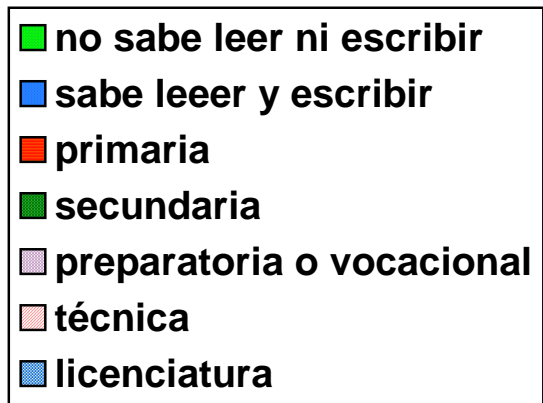 no sabe leer ni escribir
sabe leeer y escribir
primaria
secundaria
preparatoria o vocacional
técnica
licenciatura